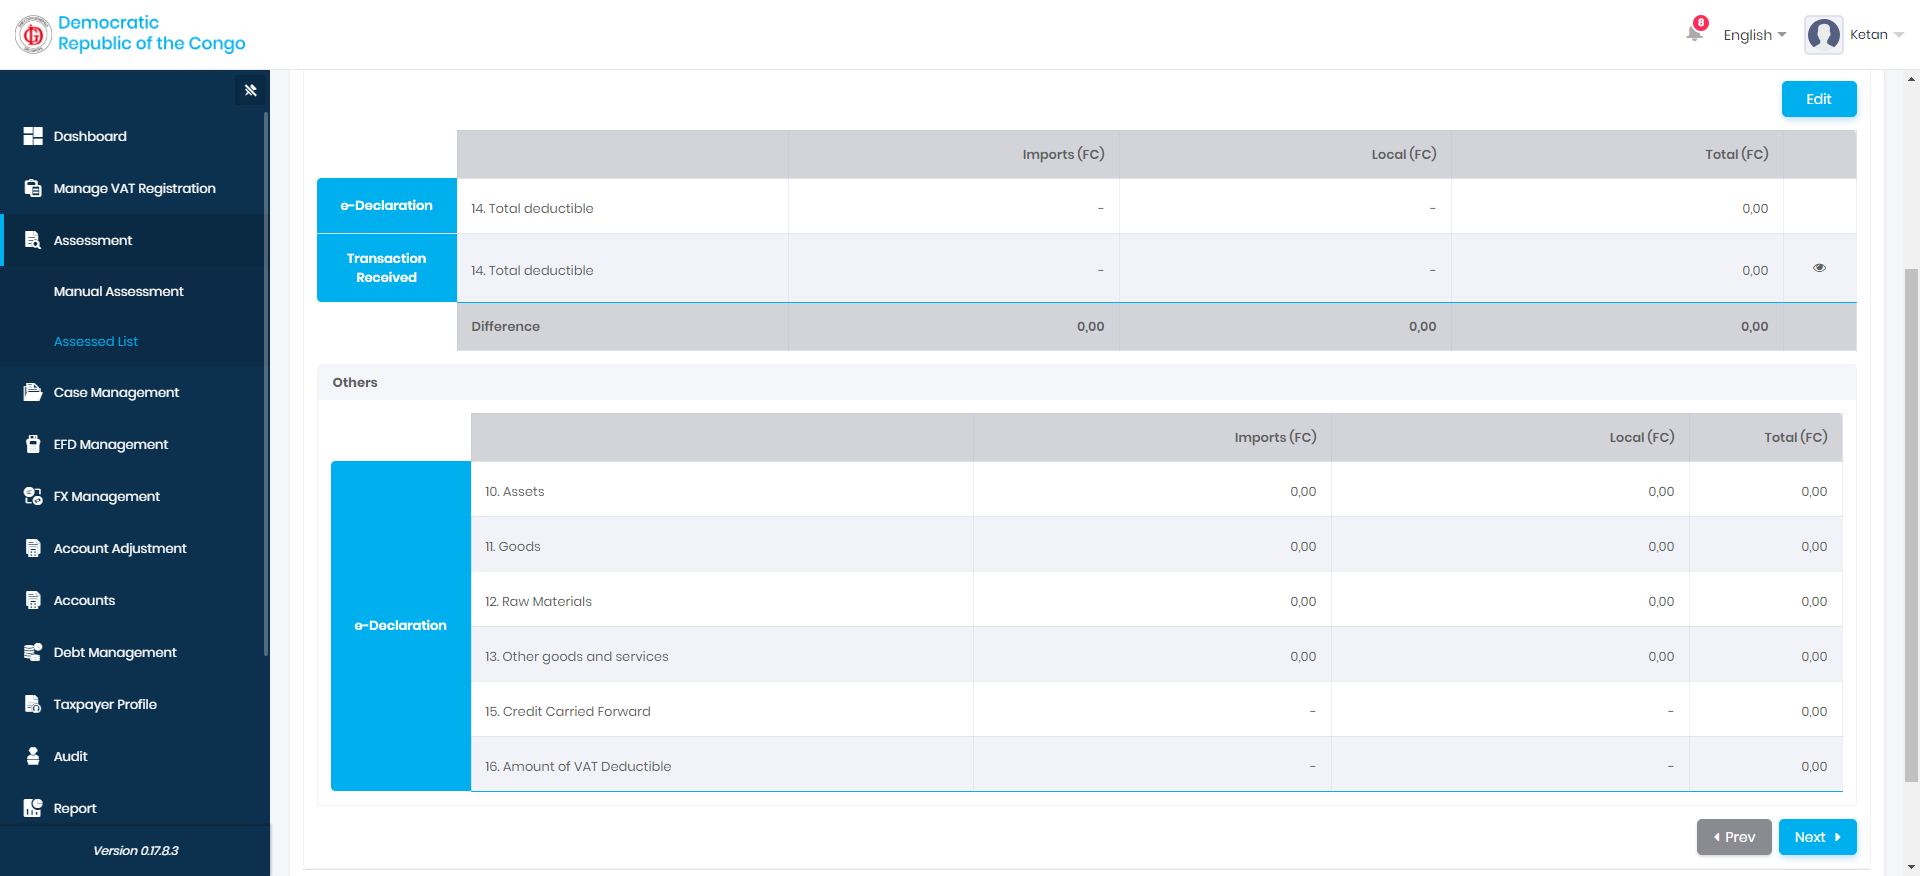 Democratic
Republic of the Congo
8
English
Ketan
Dashboard
Manage VAT Registration
Assessment
Manual Assessment
Assessed List
Case Management
EFD Management
FX Management
Account Adjustment
Accounts
Debt Management
Taxpayer Profile
Audit
Report
Version 0.17.8.3
Edit
Imports (FC) Local (FC) Total (FC)
e-Declaration 14. Total deductible - - 0,00
Transaction
Received 14. Total deductible - - 0,00
Difference 0,00 0,00 0,00
Others
Imports (FC) Local (FC) Total (FC)
e-Declaration
10. Assets 0,00 0,00 0,00
11. Goods 0,00 0,00 0,00
12. Raw Materials 0,00 0,00 0,00
13. Other goods and services 0,00 0,00 0,00
15. Credit Carried Forward - - 0,00
16. Amount of VAT Deductible - - 0,00
Prev Next